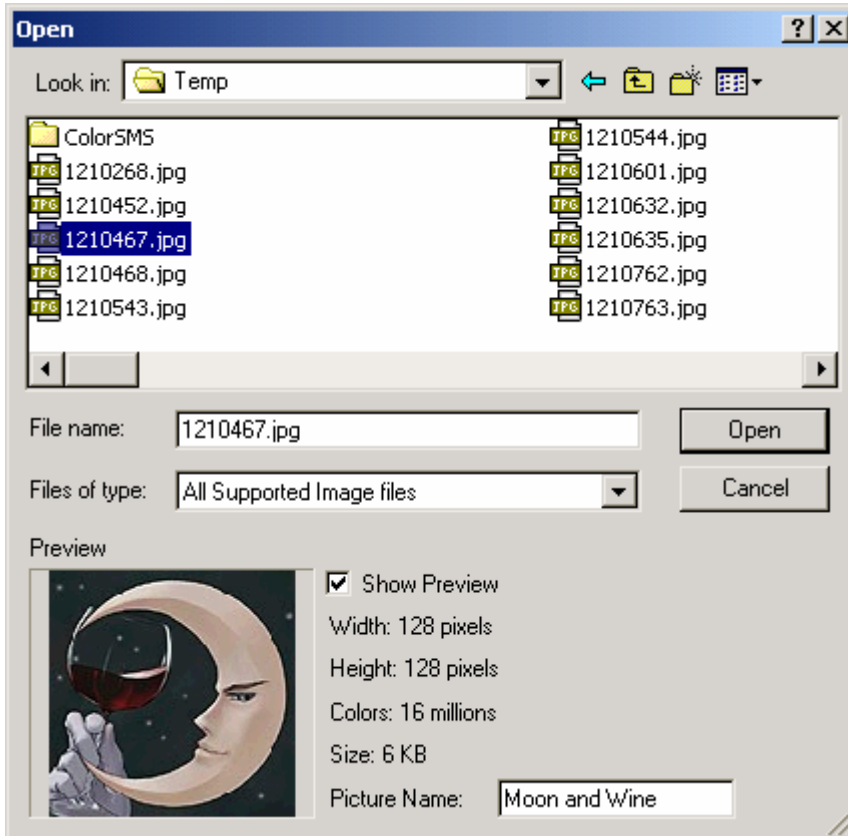 Open
Look in: Temp
ColorSMS
1210268.jpg
1210452.jpg
1210467.jpg
1210468.jpg
1210543.jpg
1210544.jpg
1210601.jpg
1210632.jpg
1210635.jpg
1210762.jpg
1210763.jpg
File name: 1210467.jpg Open
Files of type: All Supported Image files Cancel
Preview
Show Preview
Width: 128 pixels
Height: 128 pixels
Colors: 16 millions
Size: 6 KB
Picture Name: Moon and Wine